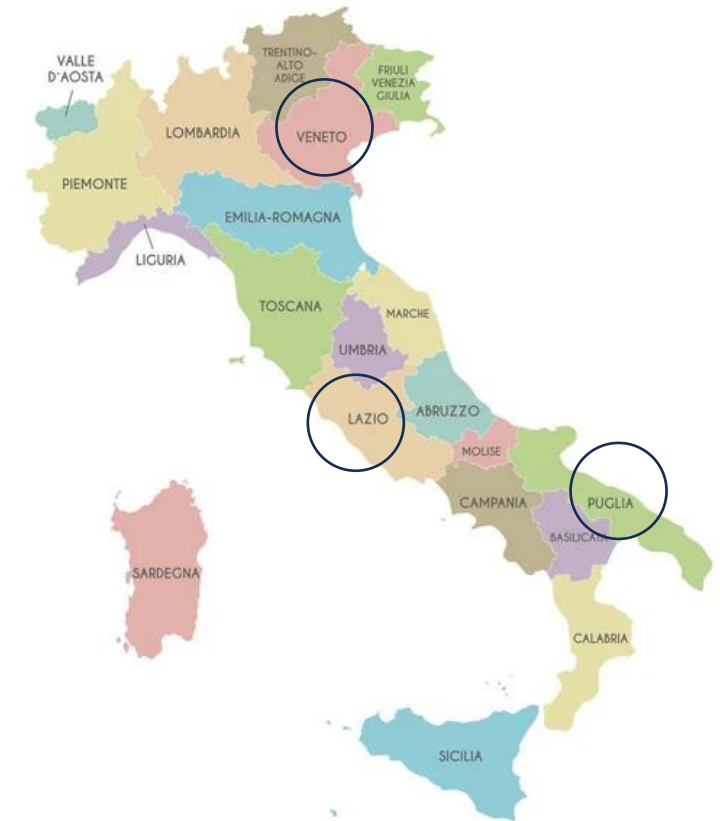 TRENTINO-
ALTO
ADIGE
VALLE
D'AOSTA
FRIULI
VENEZIA
GIULIA
LOMBARDIA
VENETO
PIEMONTE
EMILIA-ROMAGNA
LIGURIA
TOSCANA
MARCHE
UMBRIA
LAZIO
ABRUZZO
MOLISE
CAMPANIA
PUGLIA
BASILICATA
SARDEGNA
CALABRIA
SICILIA